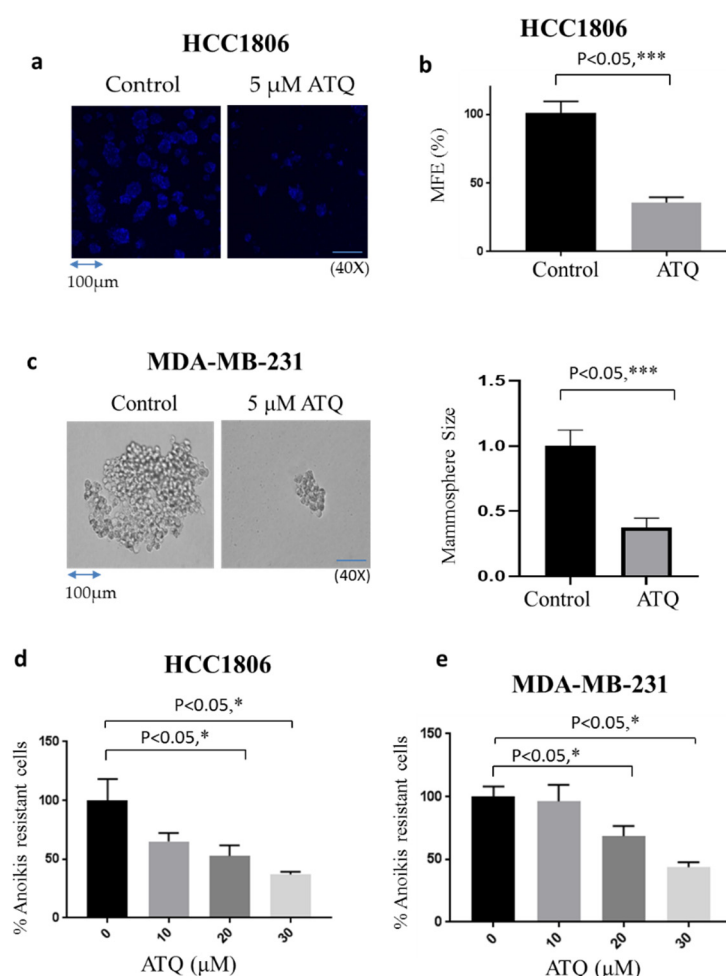 HCC1806
a
Control 5 µM ATQ
100µm
(40X)
HCC1806
b
P<0.05,***
MFE (%)
100
50
0
Control ATQ
c
MDA-MB-231
Control 5 µM ATQ
100µm
(40X)
P<0.05,***
Mammosphere Size
1.5
1.0
0.5
0.0
Control ATQ
d
HCC1806
P<0.05,*
P<0.05,*
% Anoikis resistant cells
150
100
50
0
0 10 20 30
ATQ (µM)
e
MDA-MB-231
P<0.05,*
P<0.05,*
% Anoikis resistant cells
150
100
50
0
0 10 20 30
ATQ (µM)